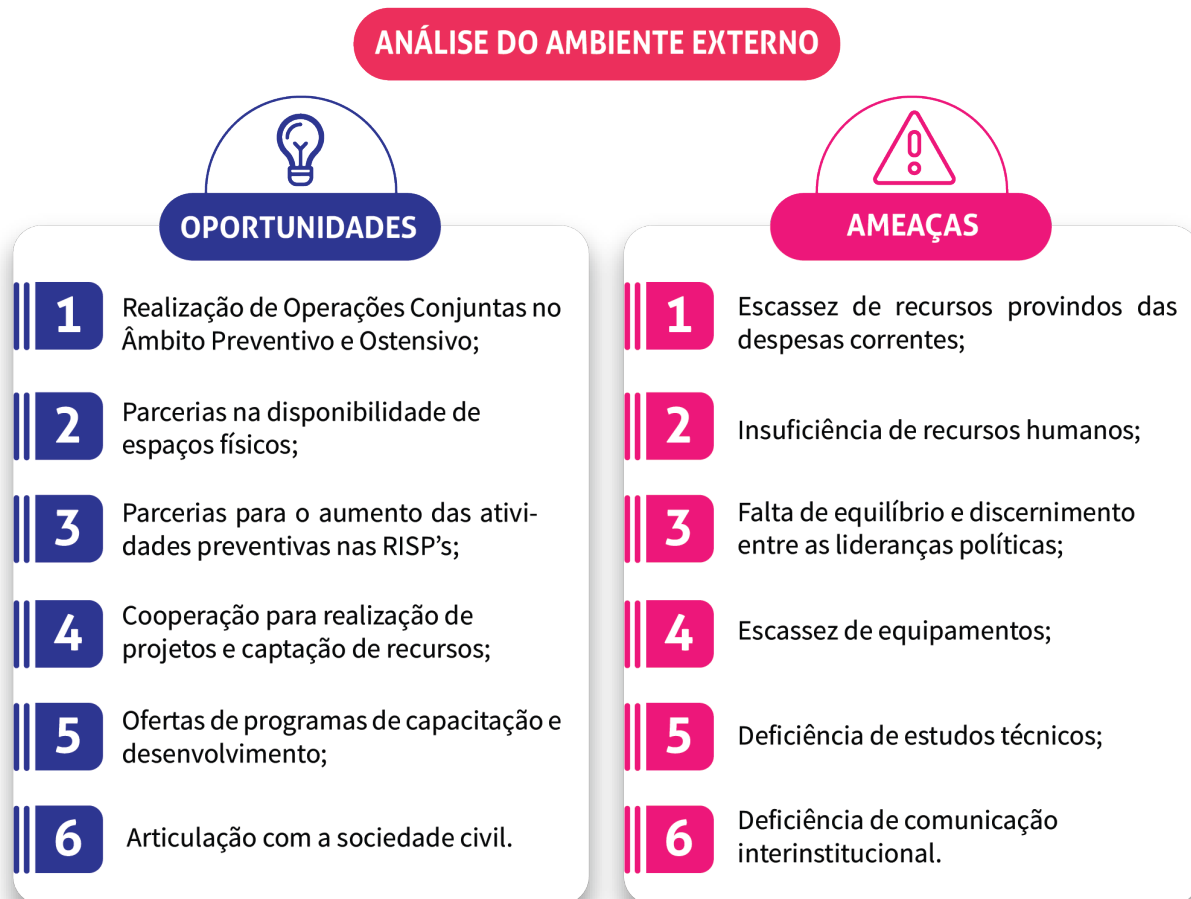 ANÁLISE DO AMBIENTE EXTERNO
OPORTUNIDADES
1
Realização de Operações Conjuntas no
Âmbito Preventivo e Ostensivo;
2
Parcerias na disponibilidade de
espaços físicos;
3
Parcerias para o aumento das ativi-
dades preventivas nas RISP’s;
4
Cooperação para realização de
projetos e captação de recursos;
5
Ofertas de programas de capacitação e
desenvolvimento;
6
Articulação com a sociedade civil.
AMEAÇAS
1
Escassez de recursos provindos das
despesas correntes;
2
Insuficiência de recursos humanos;
3
Falta de equilíbrio e discernimento
entre as lideranças políticas;
4
Escassez de equipamentos;
5
Deficiência de estudos técnicos;
6
Deficiência de comunicação
interinstitucional.